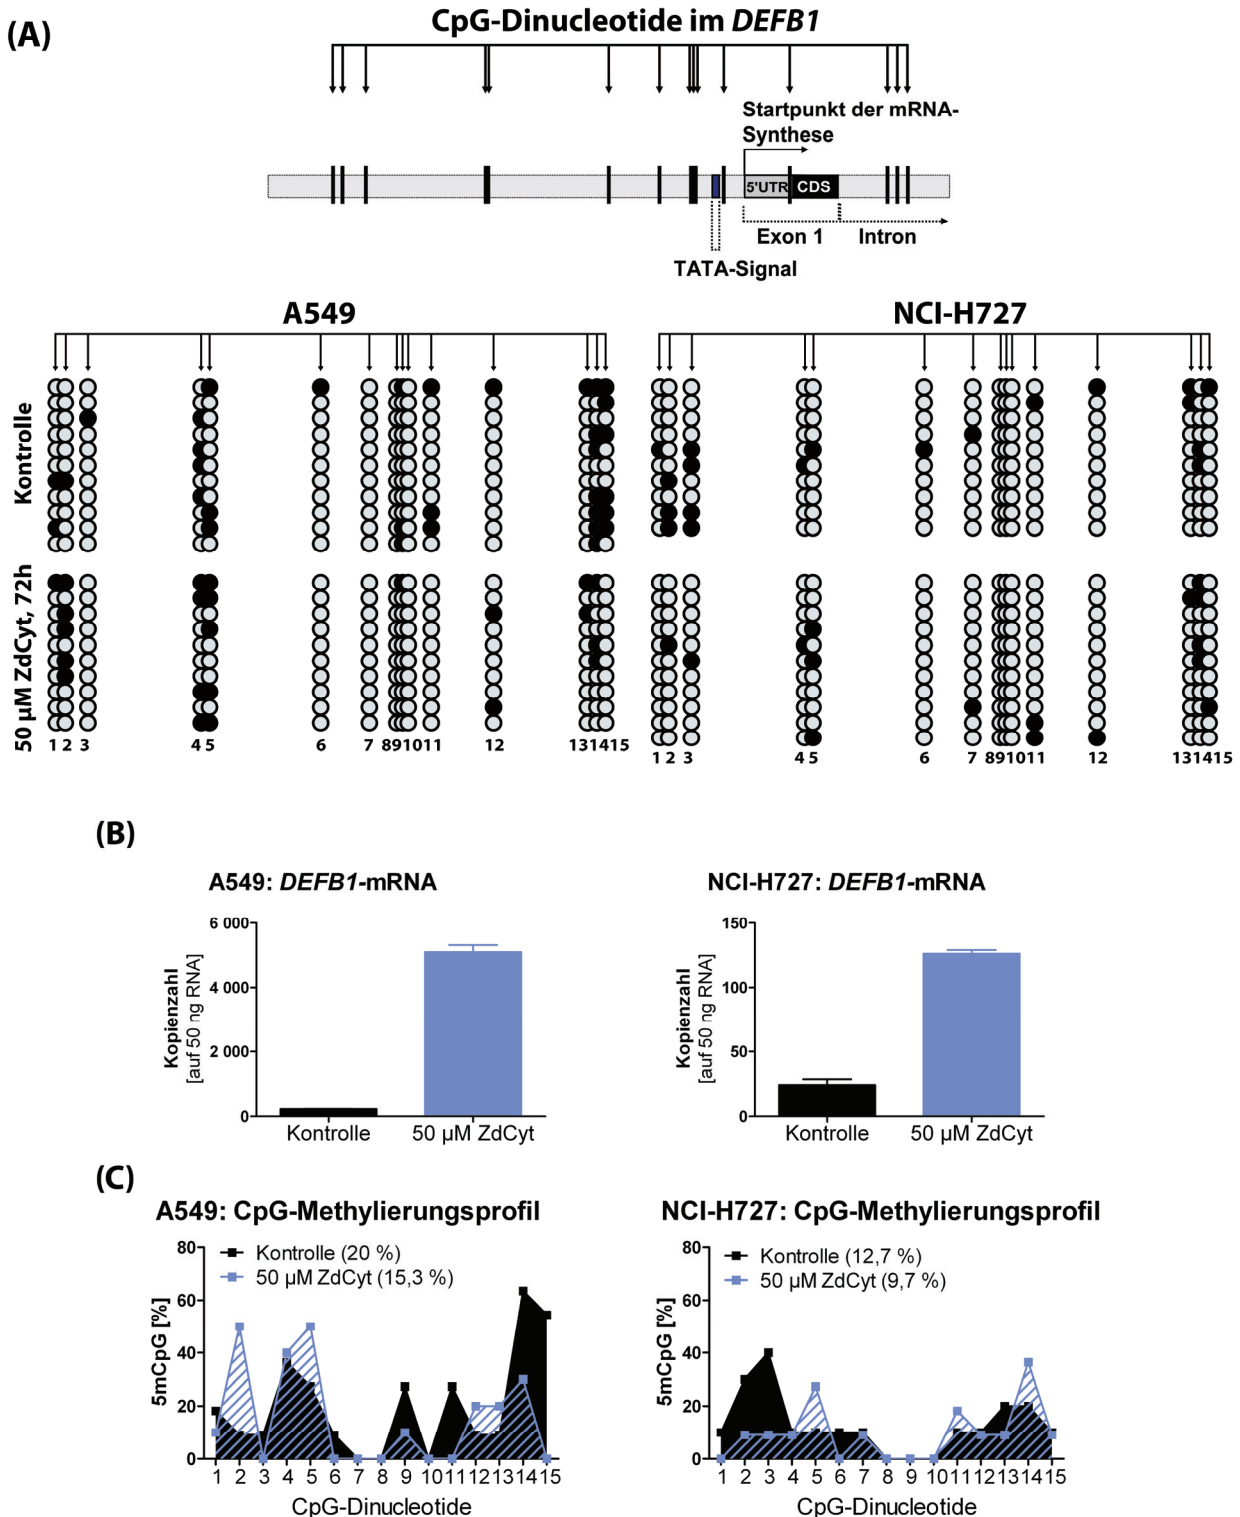 (A)
CpG-Dinucleotide im DEFB1
Startpunkt der mRNA-
Synthese
5'UTR CDS
Exon 1 Intron
TATA-Signal
A549 NCI-H727
Kontrolle
50 µM ZdCyt, 72h
1 2 3 4 5 6 7 8 9 10 11 12 13 14 15
1 2 3 4 5 6 7 8 9 10 11 12 13 14 15
(B)
A549: DEFB1-mRNA
Kopienzahl
[auf 50 ng RNA]
6 000
4 000
2 000
0
Kontrolle 50 µM ZdCyt
NCI-H727: DEFB1-mRNA
Kopienzahl
[auf 50 ng RNA]
150
100
50
0
Kontrolle 50 µM ZdCyt
(C)
A549: CpG-Methylierungsprofil
Kontrolle (20 %)
50 µM ZdCyt (15,3 %)
5mCpG [%]
80
60
40
20
0
1 2 3 4 5 6 7 8 9 10 11 12 13 14 15
CpG-Dinucleotide
NCI-H727: CpG-Methylierungsprofil
Kontrolle (12,7 %)
50 µM ZdCyt (9,7 %)
5mCpG [%]
80
60
40
20
0
1 2 3 4 5 6 7 8 9 10 11 12 13 14 15
CpG-Dinucleotide